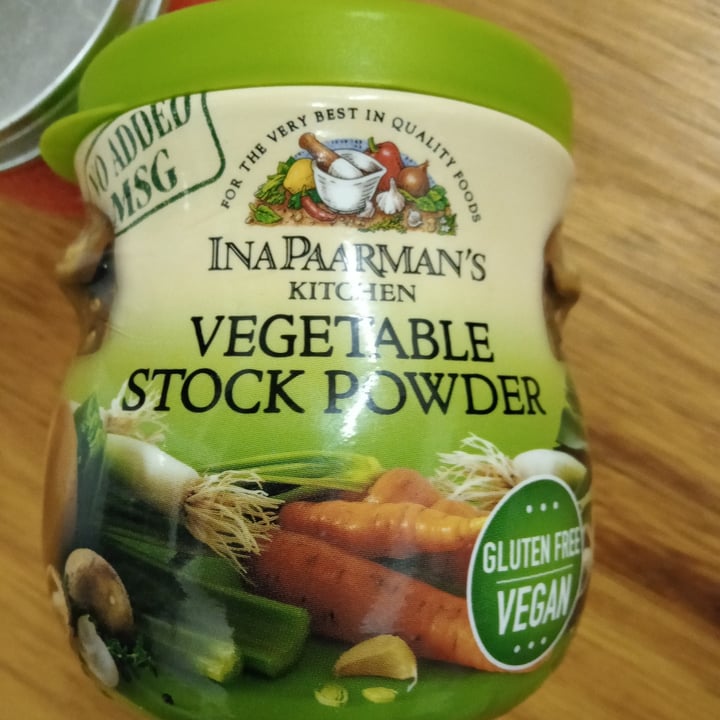 NO ADDED
MSG
FOR THE VERY BEST IN QUALITY FOODS
INA PAARMAN'S
KITCHEN
VEGETABLE
STOCK POWDER
GLUTEN FREE
VEGAN